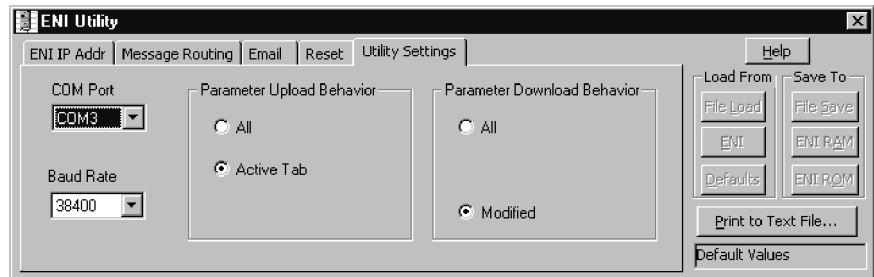 ENI Utility
ENI IP Addr Message Routing Email Reset Utility Settings
Help
COM Port
COM3
Baud Rate
38400
Parameter Upload Behavior
All
Active Tab
Parameter Download Behavior
All
Modified
Load From
File Load
ENI
Defaults
Save To
File Save
ENI RAM
ENI ROM
Print to Text File...
Default Values